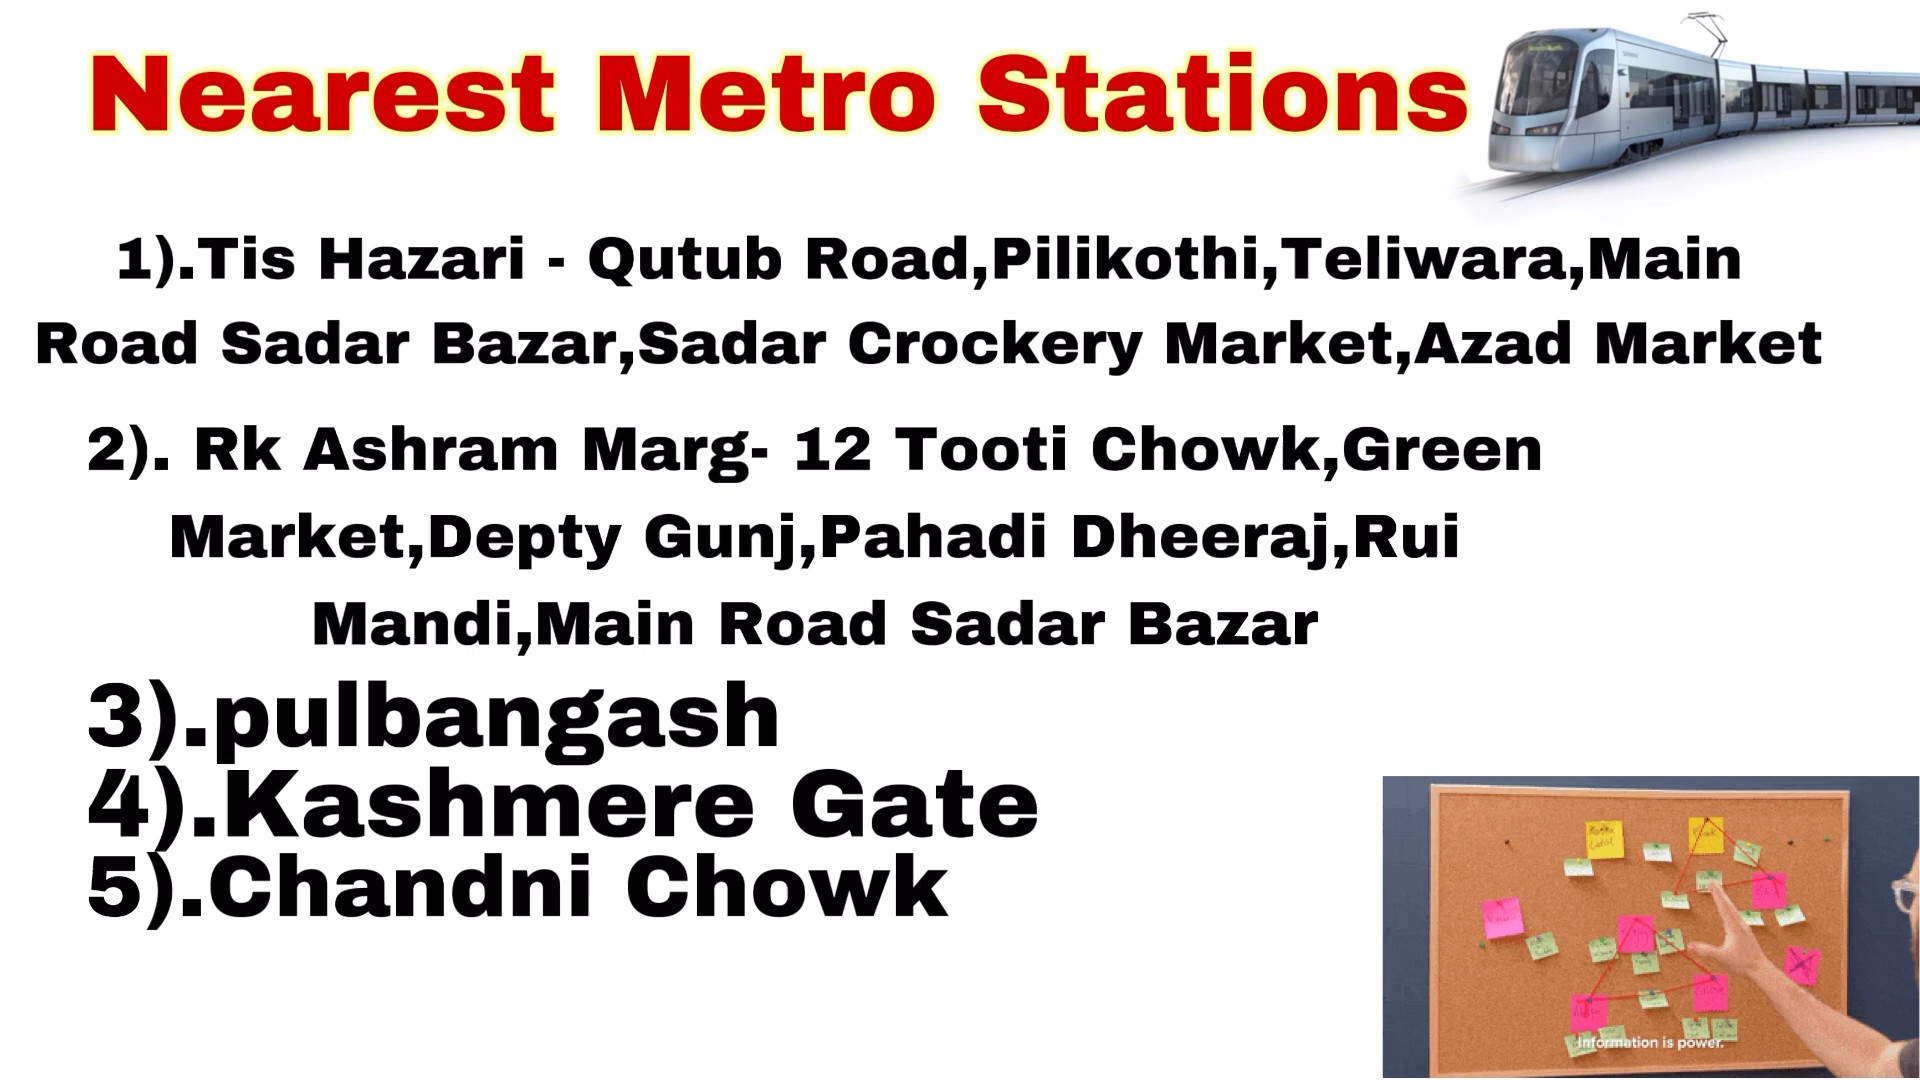 Nearest Metro Stations
1).Tis Hazari - Qutub Road,Pilikothi,Teliwara,Main
Road Sadar Bazar,Sadar Crockery Market,Azad Market
2). Rk Ashram Marg- 12 Tooti Chowk,Green
Market,Depty Gunj,Pahadi Dheeraj,Rui
Mandi,Main Road Sadar Bazar
3).pulbangash
4).Kashmere Gate
5).Chandni Chowk
Information is power.